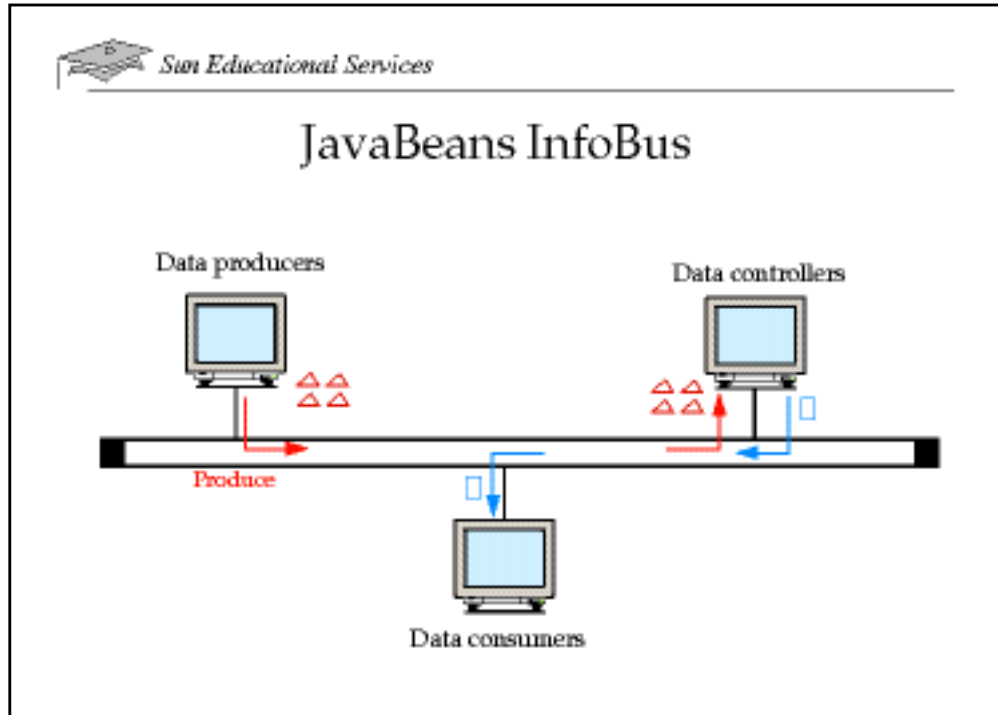 Sun Educational Services
JavaBeans InfoBus
Data producers
Data controllers
Produce
Data consumers